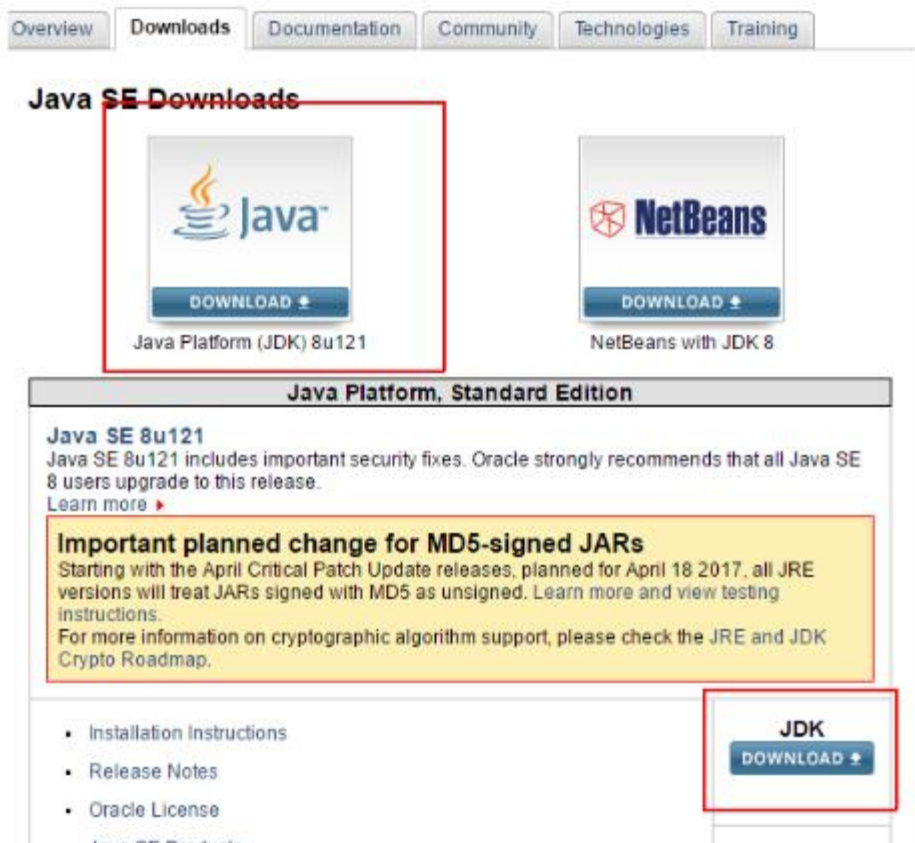 Overview Downloads Documentation Community Technologies Training
Java SE Downloads
Java™
NetBeans
DOWNLOAD
DOWNLOAD
Java Platform (JDK) 8u121
NetBeans with JDK 8
Java Platform, Standard Edition
Java SE 8u121
Java SE 8u121 includes important security fixes. Oracle strongly recommends that all Java SE
8 users upgrade to this release.
Learn more
Important planned change for MD5-signed JARs
Starting with the April Critical Patch Update releases, planned for April 18 2017, all JRE
versions will treat JARs signed with MD5 as unsigned. Learn more and view testing
instructions.
For more information on cryptographic algorithm support, please check the JRE and JDK
Crypto Roadmap.
• Installation Instructions
• Release Notes
• Oracle License
JDK
DOWNLOAD